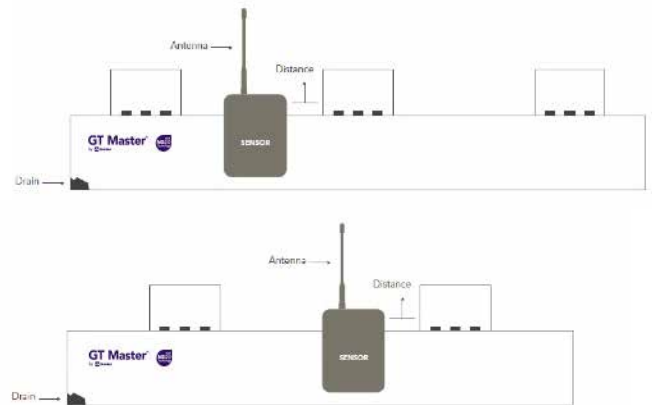 Antenna
Distance
GT Master
SENSOR
Drain
Antenna
Distance
GT Master
SENSOR
Drain